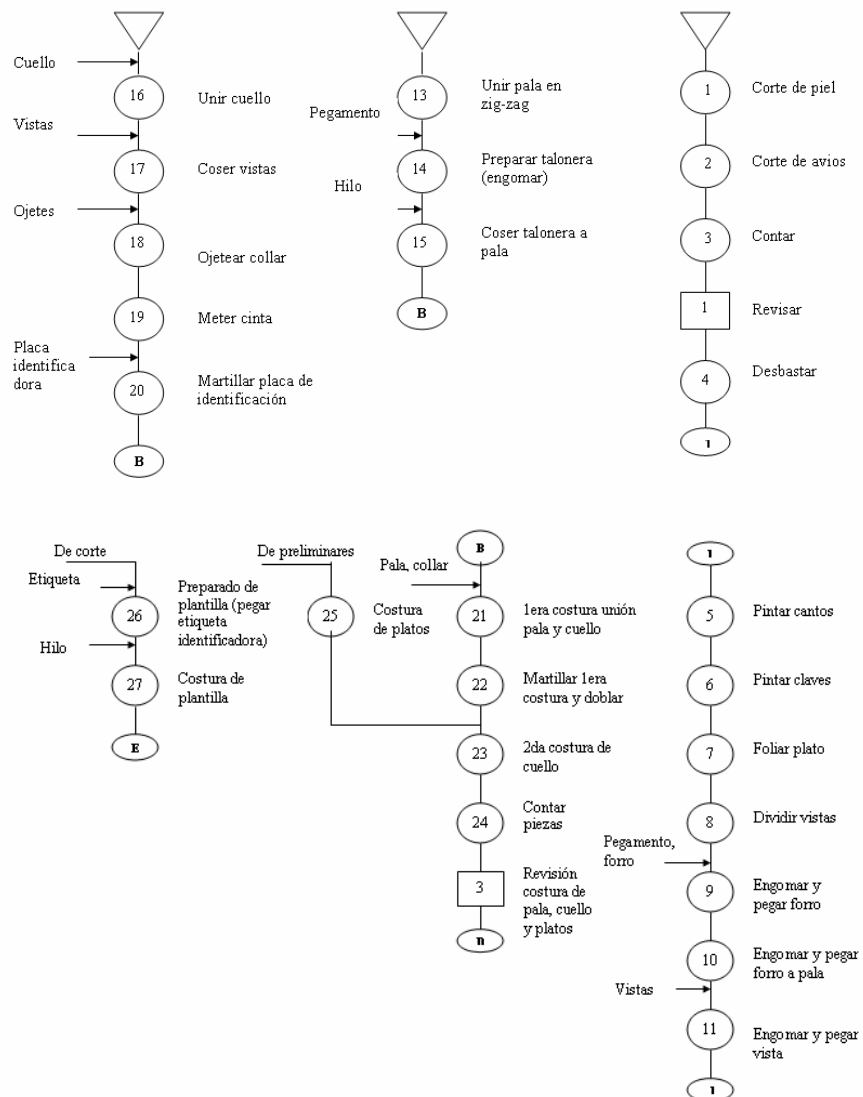 Cuello
16
Unir cuello
Vistas
17
Coser vistas
Ojetes
18
Ojetear collar
19
Meter cinta
Placa
identifica
dora
20
Martillar placa de
identificación
B
13
Unir pala en
zig-zag
Pegamento
14
Preparar talonera
(engomar)
Hilo
15
Coser talonera a
pala
B
1
Corte de piel
2
Corte de avios
3
Contar
1
Revisar
4
Desbastar
1
De corte
Etiqueta
26
Preparado de
plantilla (pegar
etiqueta
identificadora)
Hilo
27
Costura de
plantilla
E
De preliminares
25
Costura
de platos
B
Pala, collar
21
1era costura unión
pala y cuello
22
Martillar 1era
costura y doblar
23
2da costura de
cuello
24
Contar
piezas
3
Revisión
costura de
pala, cuello
y platos
n
1
5
Pintar cantos
6
Pintar claves
7
Foliar plato
8
Dividir vistas
Pegamento,
forro
9
Engomar y
pegar forro
10
Engomar y pegar
forro a pala
Vistas
11
Engomar y pegar
vista
1